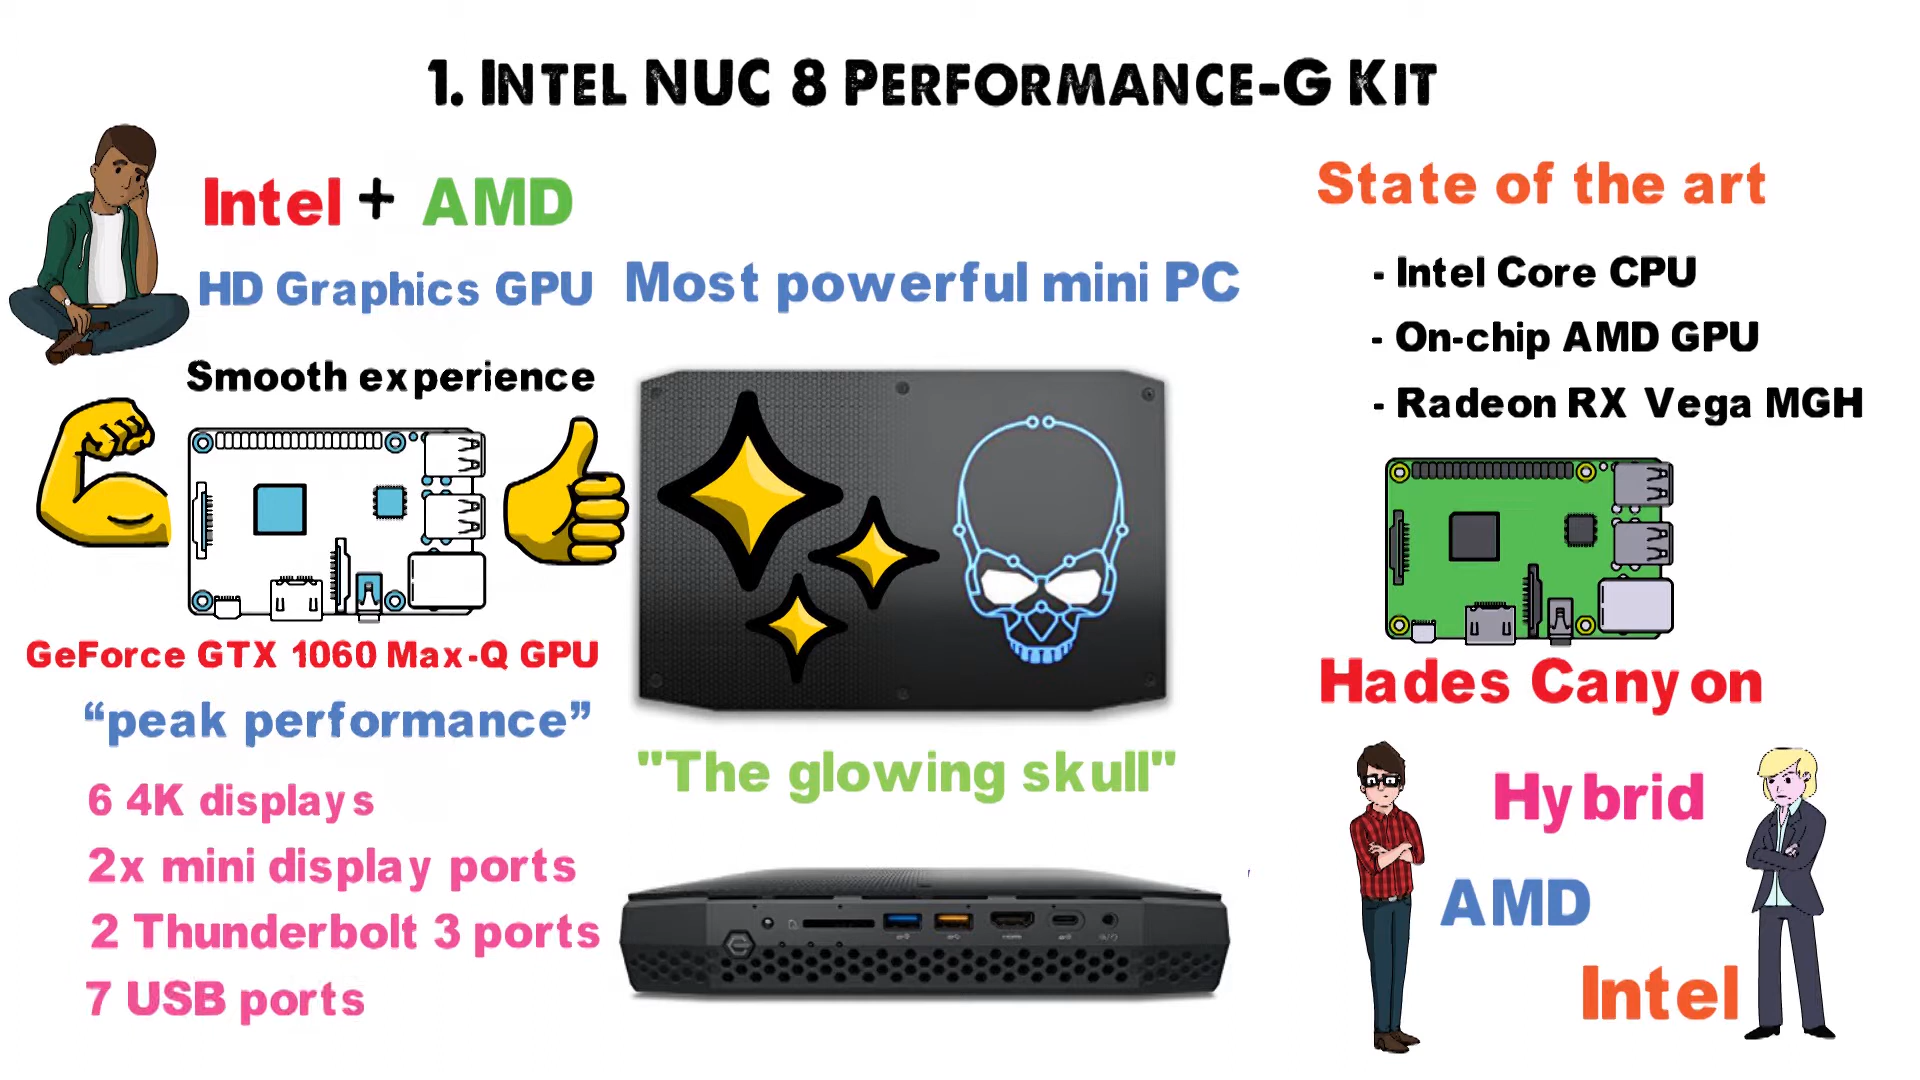 1. INTEL NUC 8 PERFORMANCE-G KIT
Intel + AMD
HD Graphics GPU
Smooth experience
GeForce GTX 1060 Max-Q GPU
“peak performance”
6 4K displays
2x mini display ports
2 Thunderbolt 3 ports
7 USB ports
Most powerful mini PC
"The glowing skull"
State of the art
- Intel Core CPU
- On-chip AMD GPU
- Radeon RX Vega MGH
Hades Canyon
Hybrid
AMD
Intel